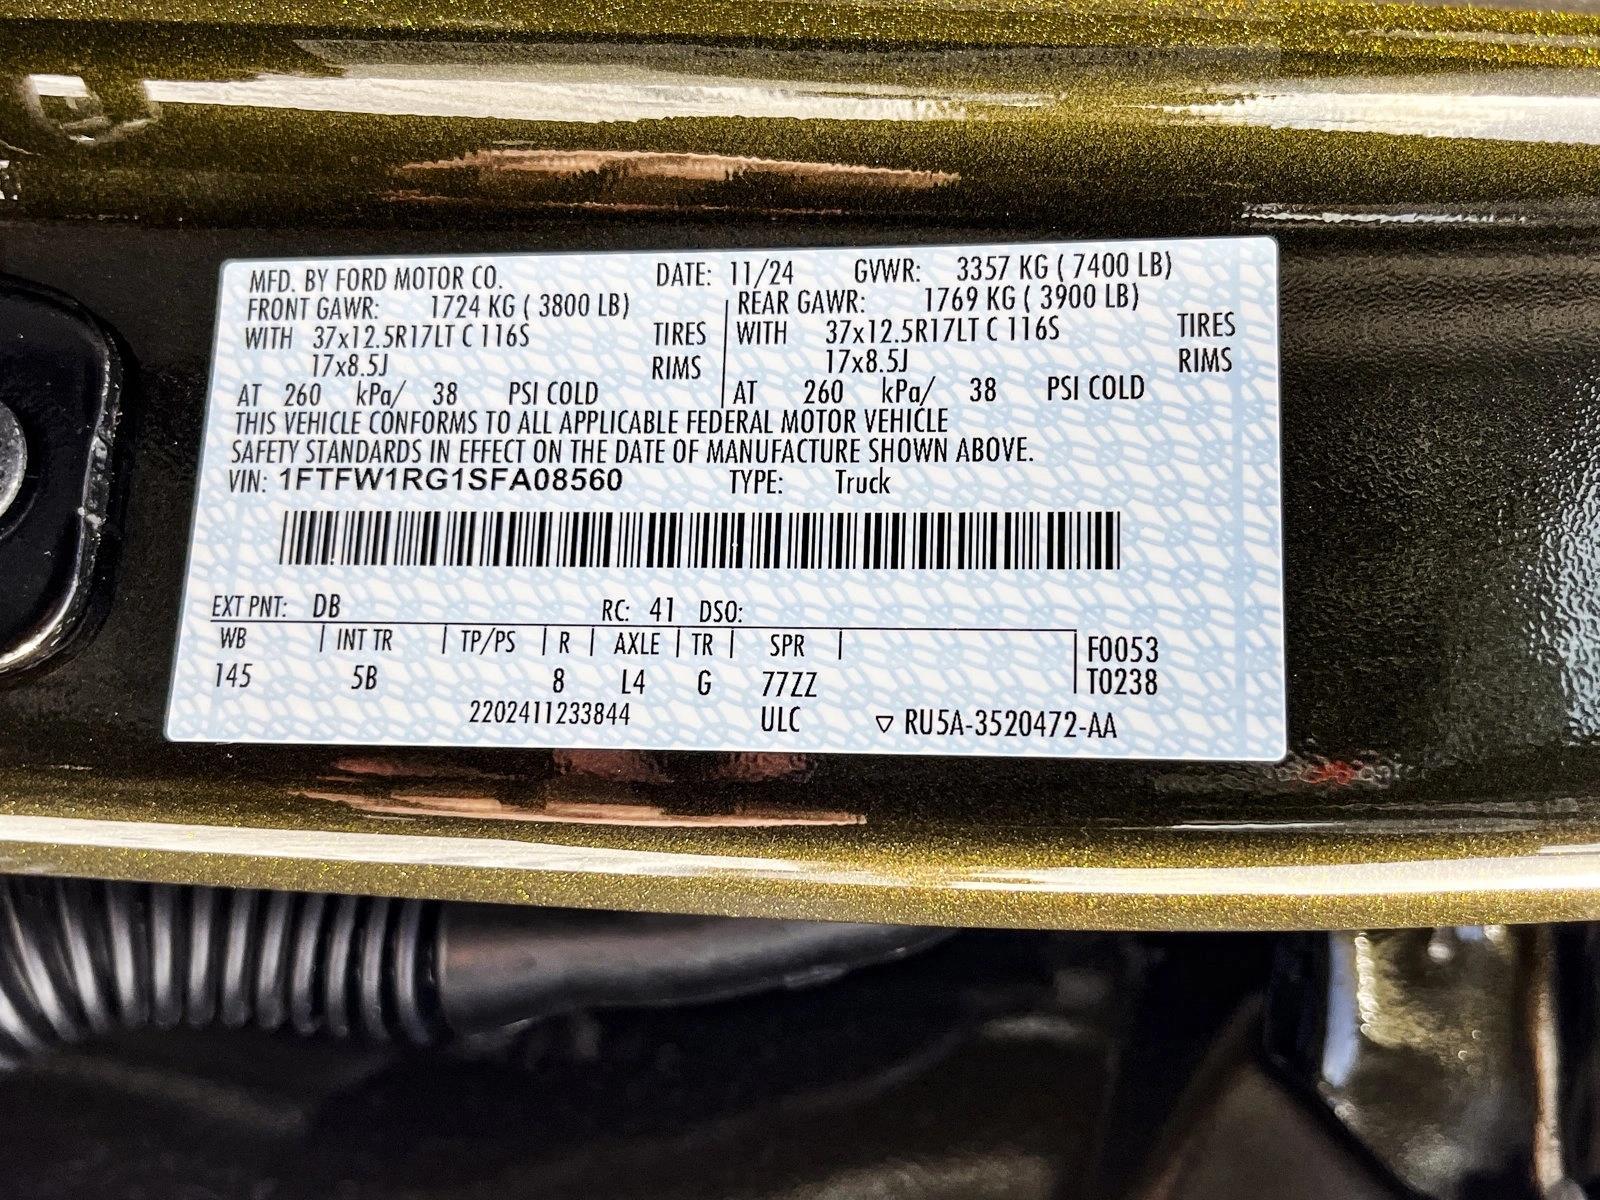 MFD. BY FORD MOTOR CO. DATE: 11/24 GVWR: 3357 KG ( 7400 LB)
FRONT GAWR: 1724 KG ( 3800 LB) REAR GAWR: 1769 KG ( 3900 LB)
WITH 37x12.5R17LT C 116S TIRES WITH 37x12.5R17LT C 116S TIRES
17x8.5J RIMS 17x8.5J RIMS
AT 260 kPa/ 38 PSI COLD AT 260 kPa/ 38 PSI COLD
THIS VEHICLE CONFORMS TO ALL APPLICABLE FEDERAL MOTOR VEHICLE
SAFETY STANDARDS IN EFFECT ON THE DATE OF MANUFACTURE SHOWN ABOVE.
VIN: 1FTFW1RG1SFA08560 TYPE: Truck
EXT PNT: DB RC: 41 DSO:
WB | INT TR | TP/PS | R | AXLE | TR | SPR | F0053
145 5B 8 L4 G 77ZZ T0238
2202411233844 ULC ▽ RU5A-3520472-AA